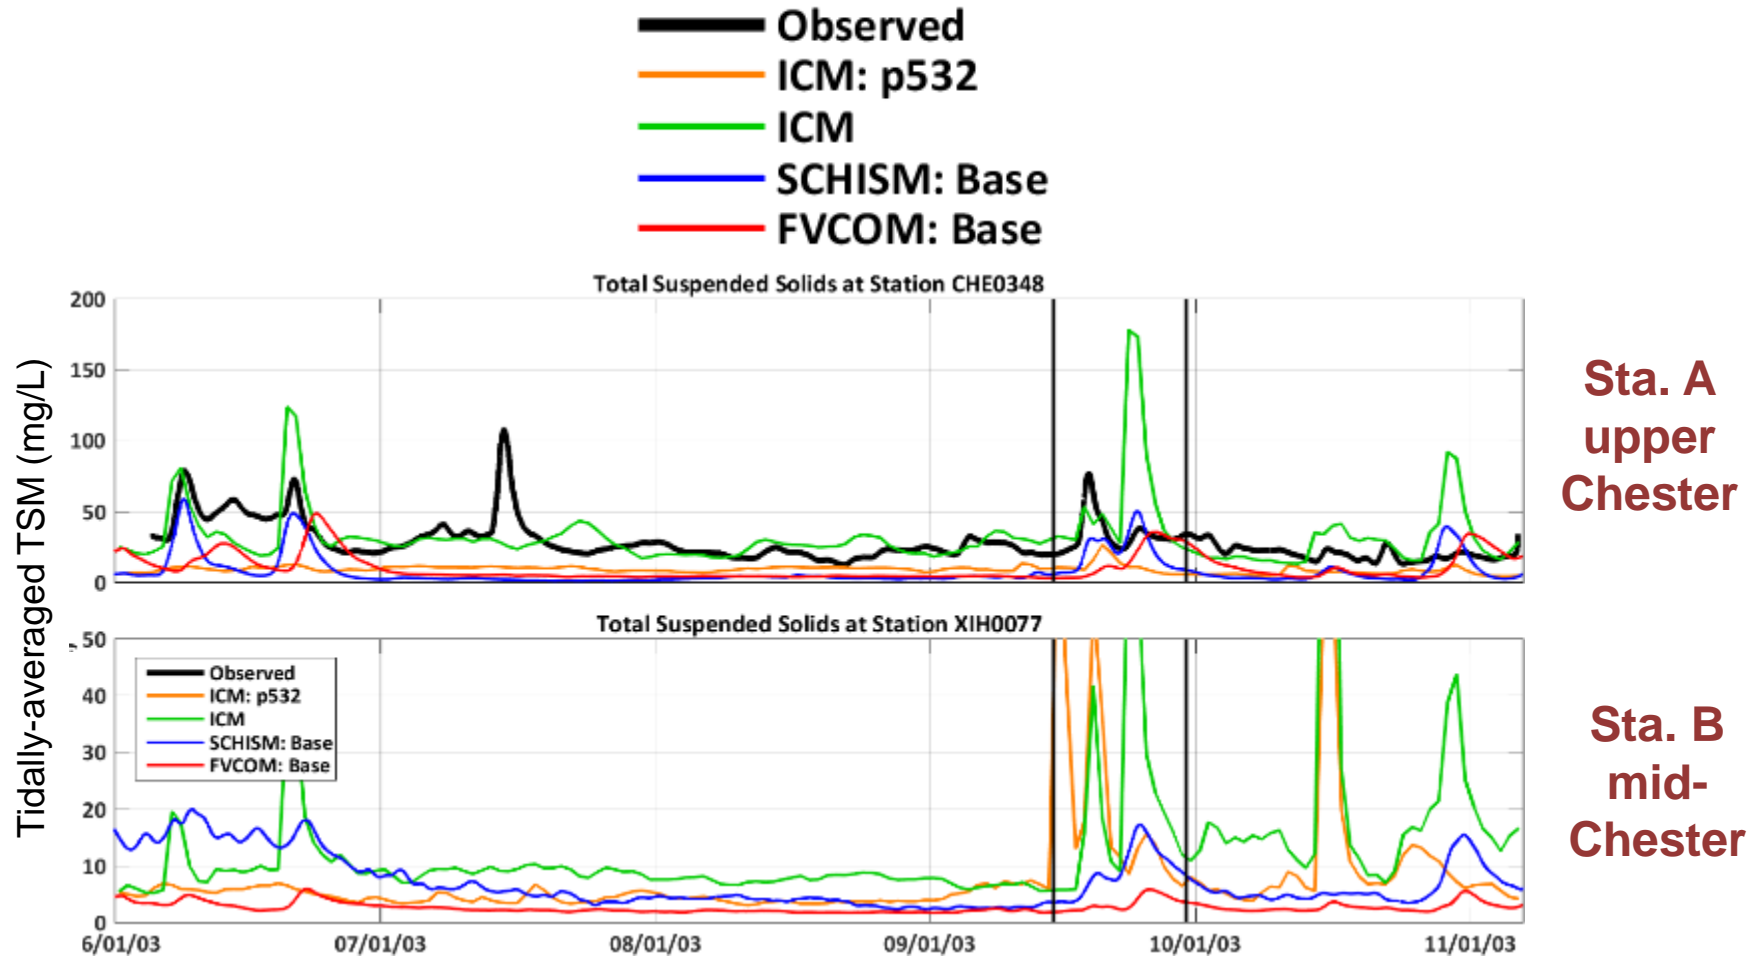 Observed
ICM: p532
ICM
SCHISM: Base
FVCOM: Base
Total Suspended Solids at Station CHE0348
200
150
100
50
0
Sta. A
upper
Chester
Tidally-averaged TSM (mg/L)
Total Suspended Solids at Station XIH0077
50
40
30
20
10
0
Observed
ICM: p532
ICM
SCHISM: Base
FVCOM: Base
Sta. B
mid-
Chester
6/01/03
07/01/03
08/01/03
09/01/03
10/01/03
11/01/03